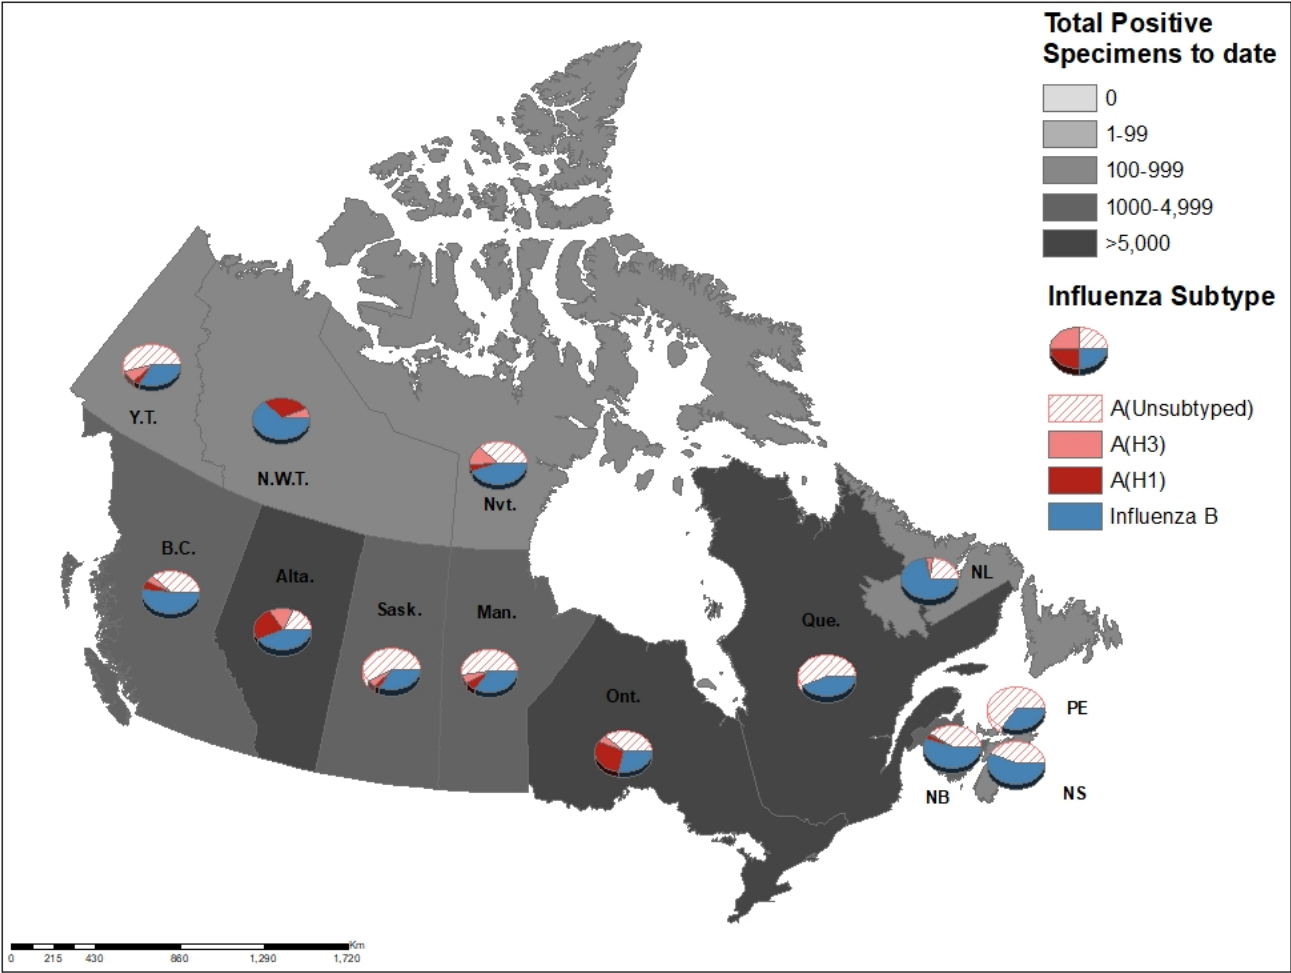 Total Positive
Specimens to date
0
1-99
100-999
1000-4,999
>5,000
Influenza Subtype
A(Unsubtyped)
A(H3)
A(H1)
Influenza B
Y.T.
N.W.T.
Nvt.
B.C.
Alta.
Sask.
Man.
Ont.
Que.
NL
PE
NB
NS
Km
0 215 430 860 1,290 1,720